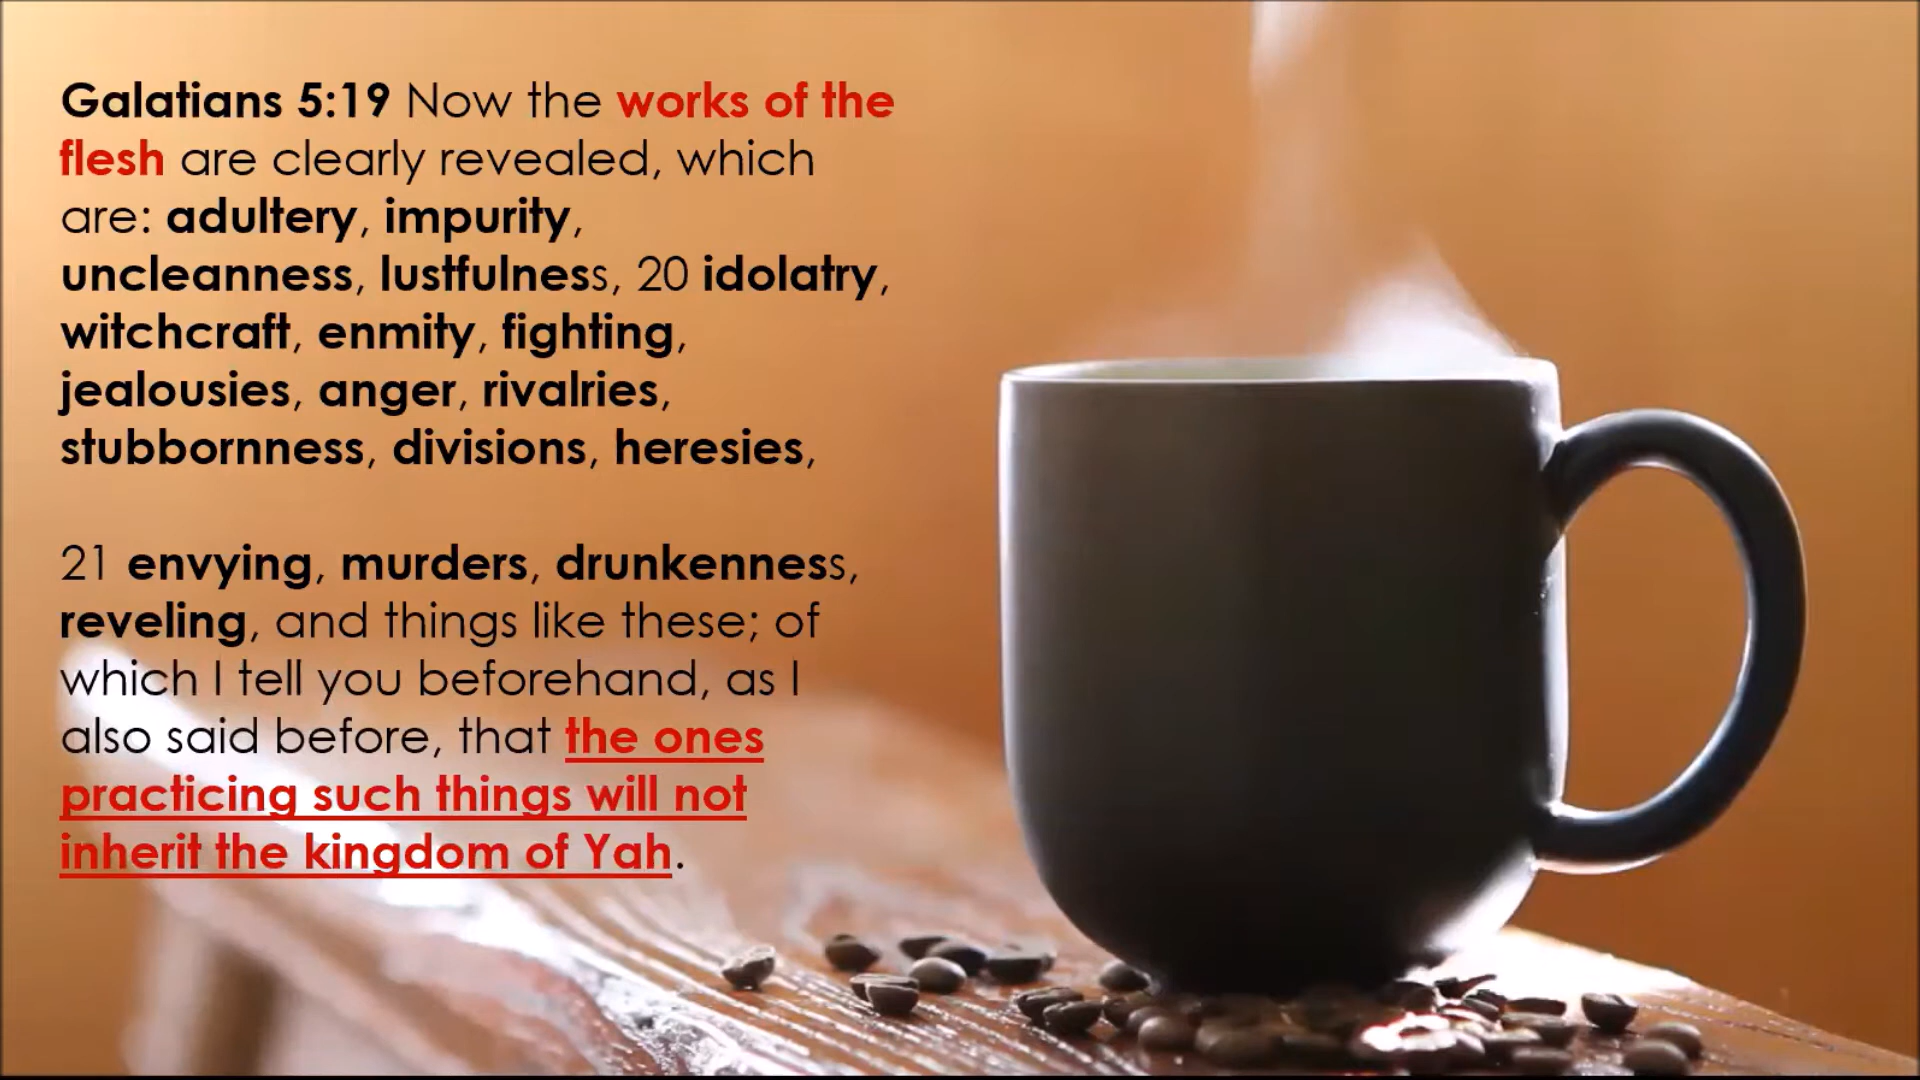 Galatians 5:19 Now the works of the
flesh are clearly revealed, which
are: adultery, impurity,
uncleanness, lustfulness, 20 idolatry,
witchcraft, enmity, fighting,
jealousies, anger, rivalries,
stubbornness, divisions, heresies,
21 envying, murders, drunkenness,
reveling, and things like these; of
which I tell you beforehand, as I
also said before, that the ones
practicing such things will not
inherit the kingdom of Yah.